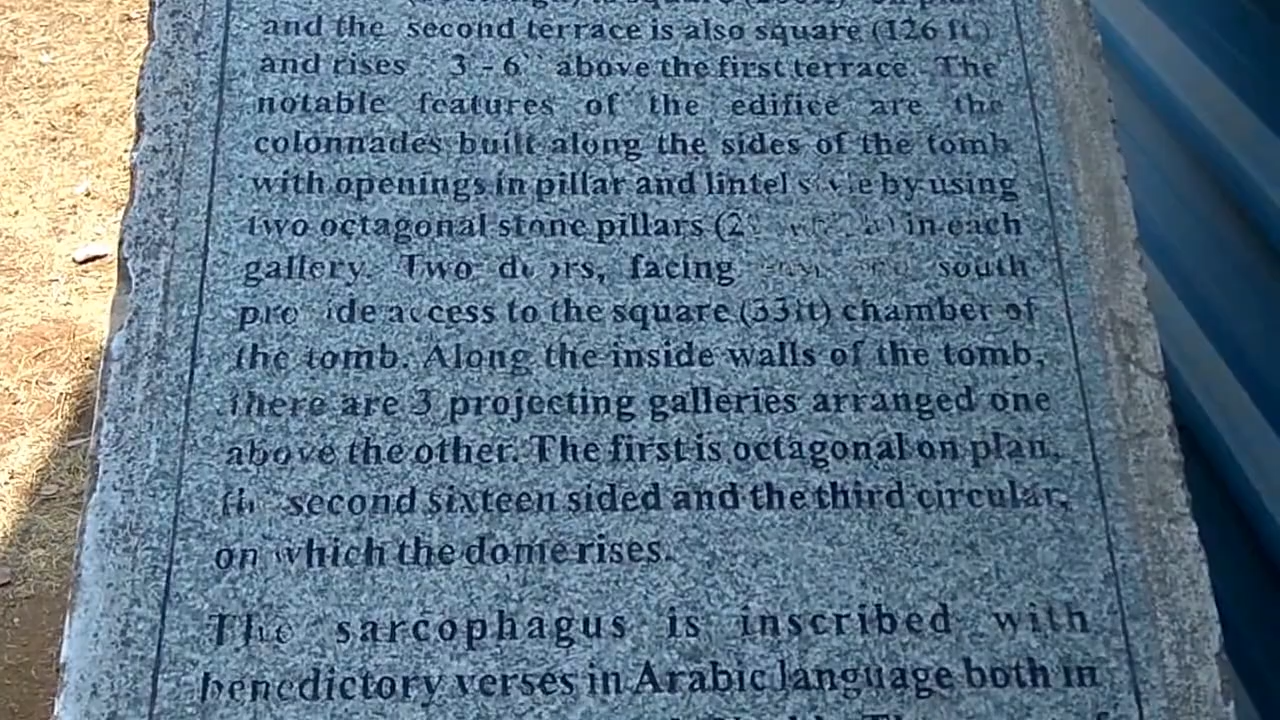 and the second terrace is also square (126 ft)
and rises 3-6" above the first terrace. The
notable features of the edifice are the
colonnades built along the sides of the tomb
with openings in pillar and lintel style by using
two octagonal stone pillars in each
gallery. Two doors, facing south
provide access to the square (33ft) chamber of
the tomb. Along the inside walls of the tomb,
there are 3 projecting galleries arranged one
above the other. The first is octagonal on plan,
the second sixteen sided and the third circular,
on which the dome rises.
The sarcophagus is inscribed with
benedictory verses in Arabic language both in